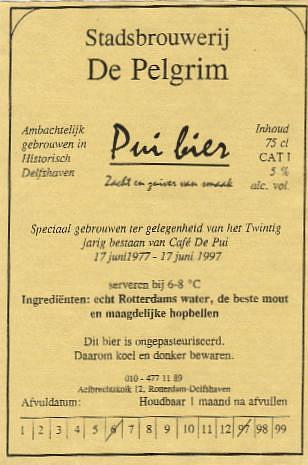 Stadsbrouwerij
De Pelgrim
Ambachtelijk
gebrouwen in
Historisch
Delfshaven
Pui bier
Zacht en zuiver van smaak
Inhoud
75 cl
CAT I
5 %
alc. vol.
Speciaal gebrouwen ter gelegenheid van het Twintig
jarig bestaan van Café De Pui
17 juni1977 - 17 juni 1997
serveren bij 6-8 °C
Ingrediënten: echt Rotterdams water, de beste mout
en maagdelijke hopbellen
Dit bier is ongepasteuriscerd.
Daarom koel en donker bewaren.
010 - 477 11 89
Aelbrechtskolk 12, Rotterdam-Delfshaven
Afvuldatum: Houdbaar 1 maand na afvullen
1 2 3 4 5 6 7 8 9 10 11 12 97 98 99